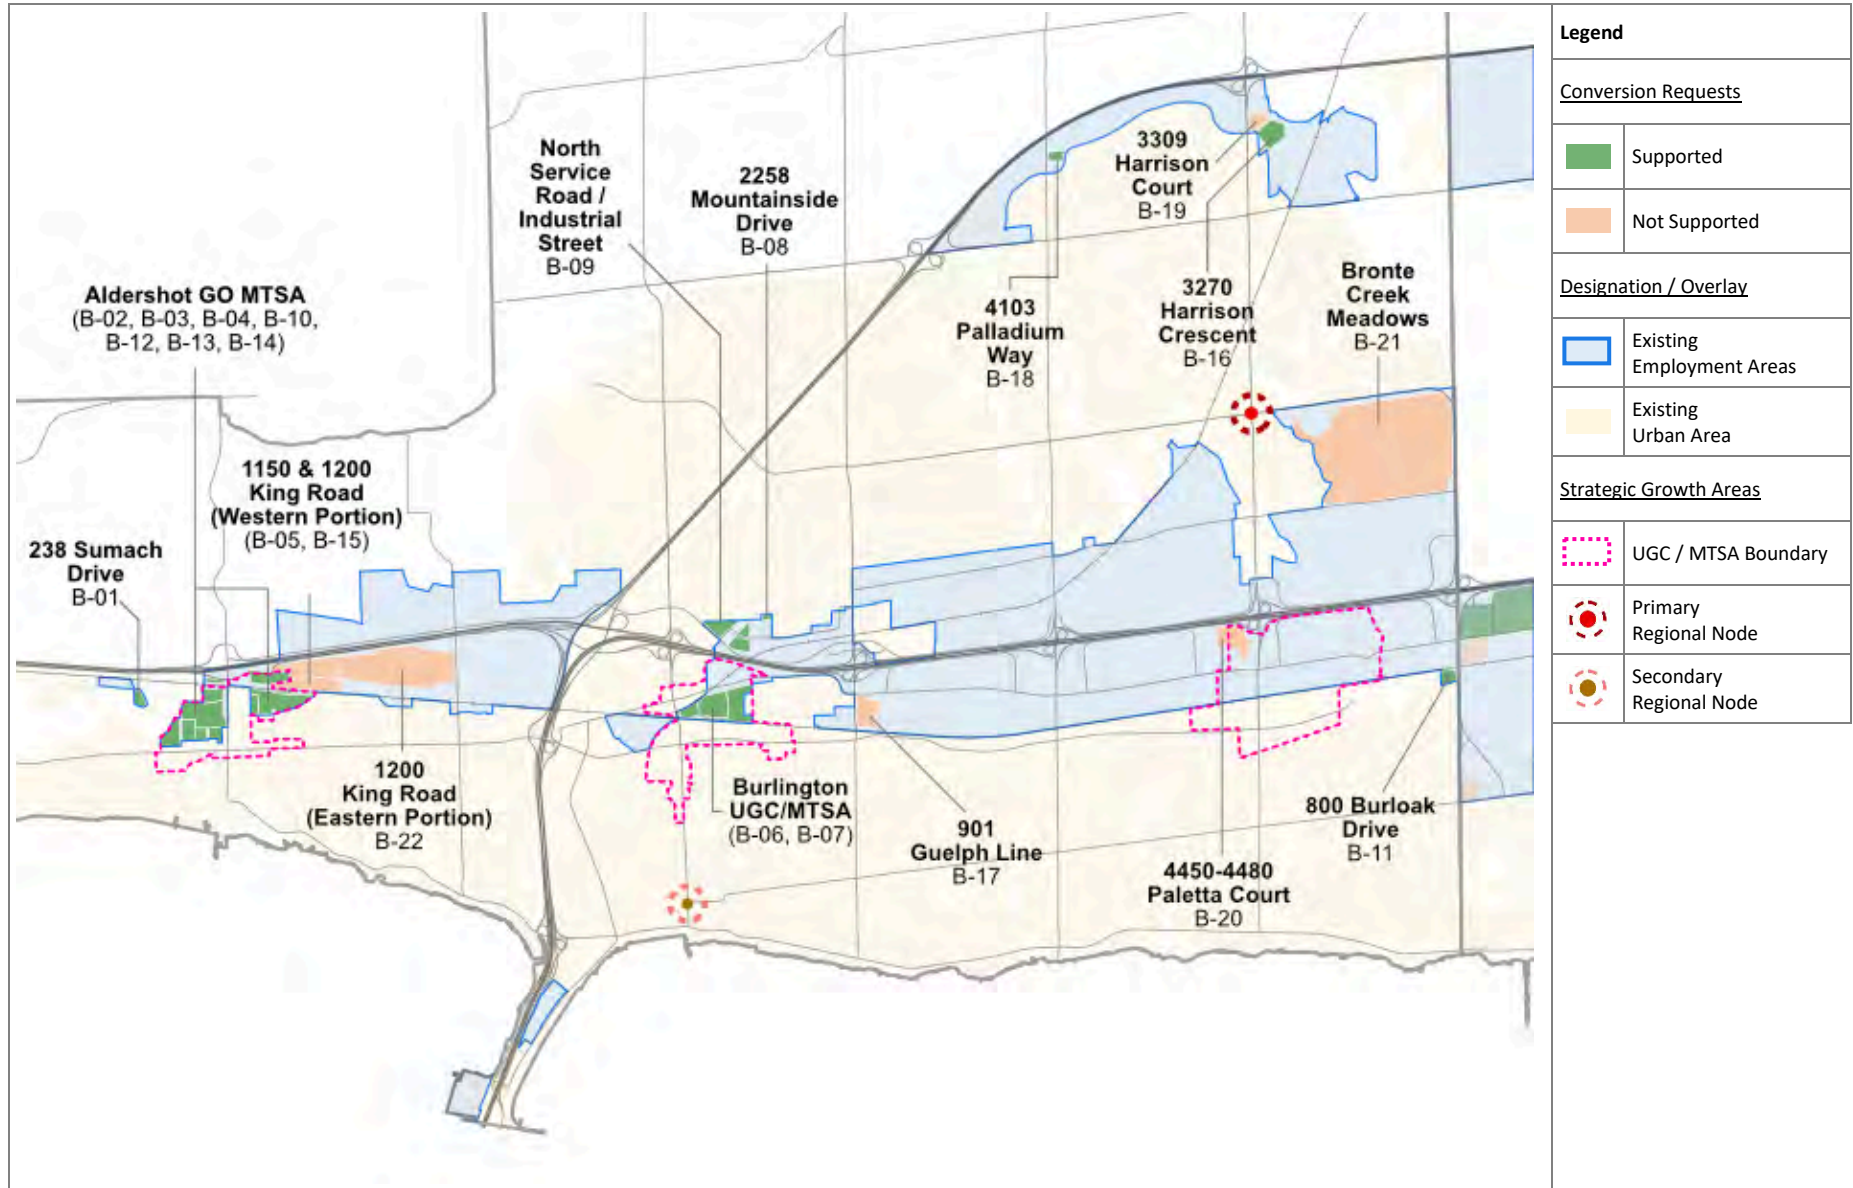 North
Service
Road /
Industrial
Street
B-09
2258
Mountainside
Drive
B-08
3309
Harrison
Court
B-19
Aldershot GO MTSA
(B-02, B-03, B-04, B-10,
B-12, B-13, B-14)
4103
Palladium
Way
B-18
3270
Harrison
Crescent
B-16
Bronte
Creek
Meadows
B-21
1150 & 1200
King Road
(Western Portion)
(B-05, B-15)
238 Sumach
Drive
B-01
1200
King Road
(Eastern Portion)
B-22
Burlington
UGC/MTSA
(B-06, B-07)
901
Guelph Line
B-17
4450-4480
Paletta Court
B-20
800 Burloak
Drive
B-11
Legend
Conversion Requests
Supported
Not Supported
Designation / Overlay
Existing
Employment Areas
Existing
Urban Area
Strategic Growth Areas
UGC / MTSA Boundary
Primary
Regional Node
Secondary
Regional Node